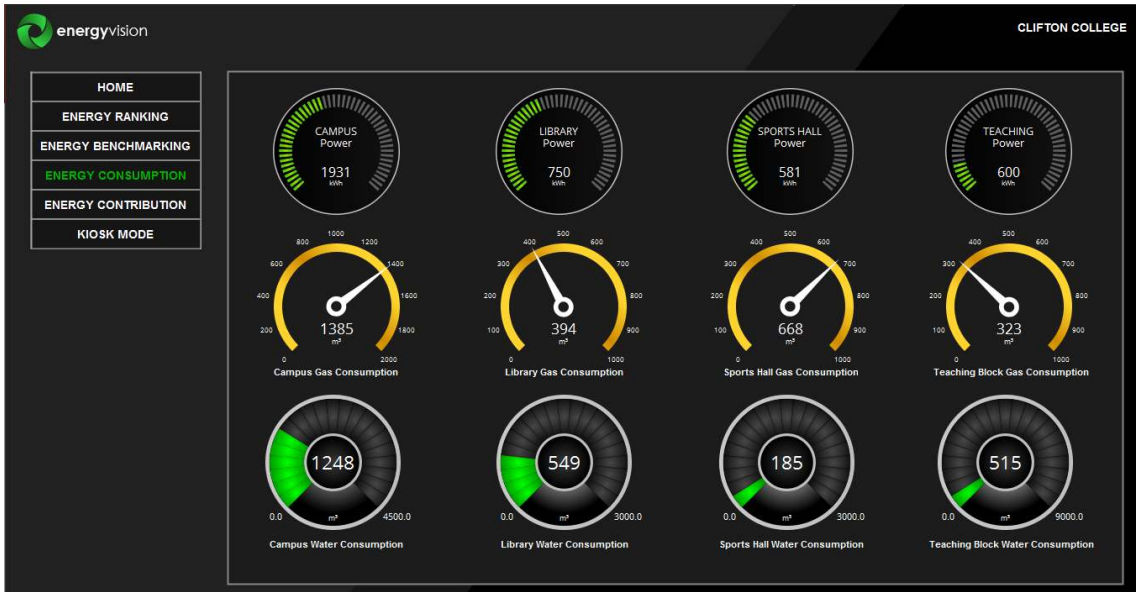 energyvision
CLIFTON COLLEGE
HOME
ENERGY RANKING
ENERGY BENCHMARKING
ENERGY CONSUMPTION
ENERGY CONTRIBUTION
KIOSK MODE
CAMPUS
Power
1931
kWh
LIBRARY
Power
750
kWh
SPORTS HALL
Power
581
kWh
TEACHING
Power
600
kWh
0
200
400
600
800
1000
1200
1400
1600
1800
2000
1385
m³
Campus Gas Consumption
0
100
200
300
400
500
600
700
800
900
1000
394
m³
Library Gas Consumption
0
100
200
300
400
500
600
700
800
900
1000
668
m³
Sports Hall Gas Consumption
0
100
200
300
400
500
600
700
800
900
1000
323
m³
Teaching Block Gas Consumption
1248
0.0 m³ 4500.0
Campus Water Consumption
549
0.0 m³ 3000.0
Library Water Consumption
185
0.0 m³ 3000.0
Sports Hall Water Consumption
515
0.0 m³ 9000.0
Teaching Block Water Consumption